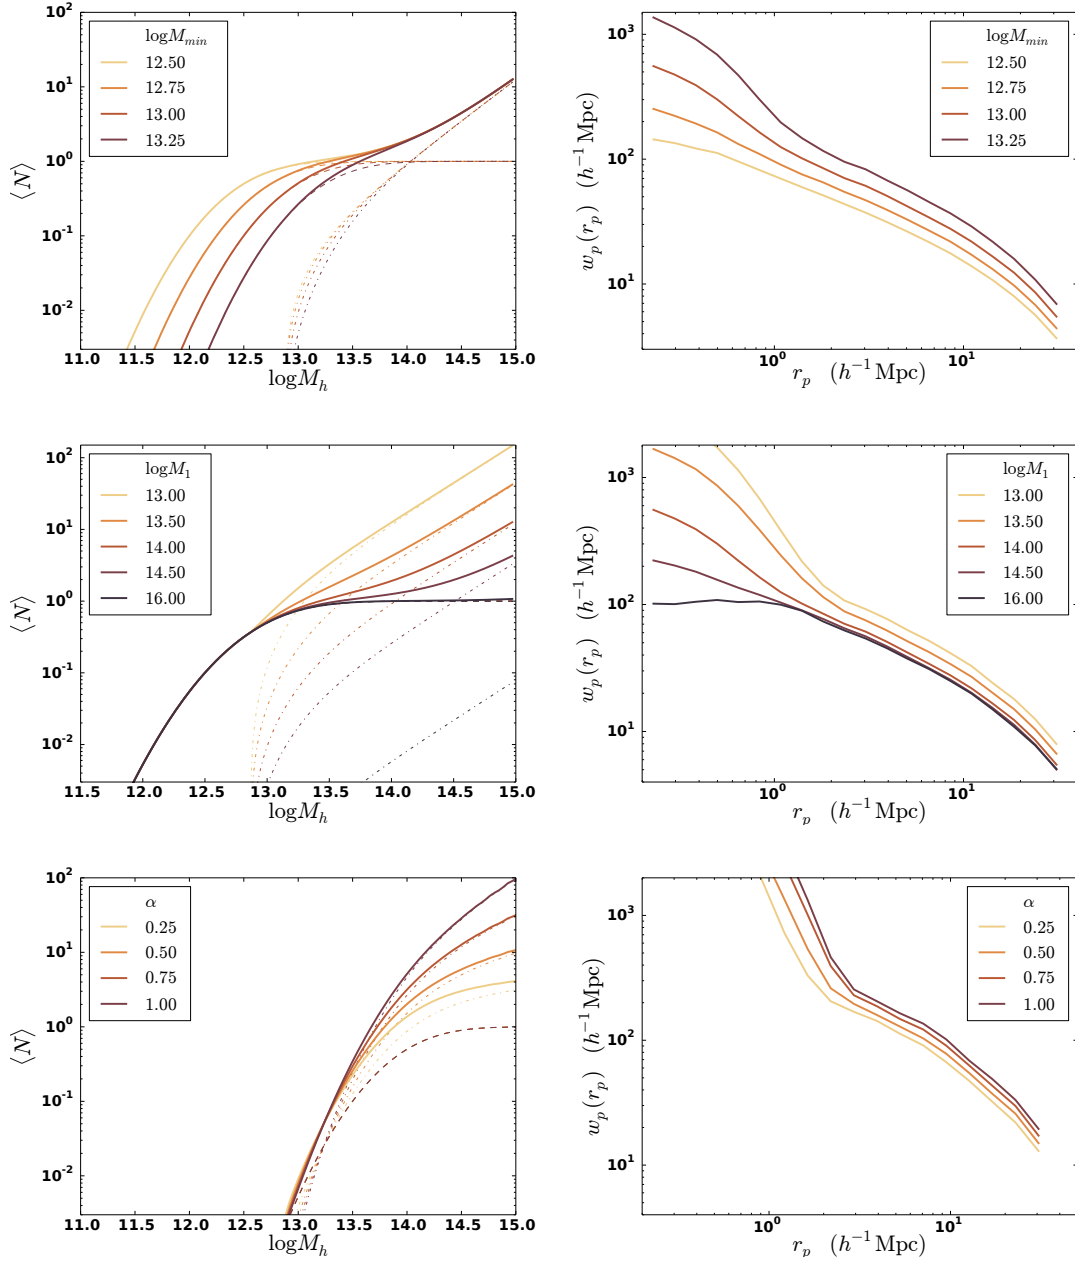 ⟨N⟩
10²
10¹
10⁰
10⁻¹
10⁻²
logM_min
12.50
12.75
13.00
13.25
11.0 11.5 12.0 12.5 13.0 13.5 14.0 14.5 15.0
logM_h
w_p(r_p) (h⁻¹Mpc)
10³
10²
10¹
logM_min
12.50
12.75
13.00
13.25
10⁰ 10¹
r_p (h⁻¹Mpc)
⟨N⟩
10²
10¹
10⁰
10⁻¹
10⁻²
logM₁
13.00
13.50
14.00
14.50
16.00
11.5 12.0 12.5 13.0 13.5 14.0 14.5 15.0
logM_h
w_p(r_p) (h⁻¹Mpc)
10³
10²
10¹
logM₁
13.00
13.50
14.00
14.50
16.00
10⁰ 10¹
r_p (h⁻¹Mpc)
⟨N⟩
10²
10¹
10⁰
10⁻¹
10⁻²
α
0.25
0.50
0.75
1.00
11.0 11.5 12.0 12.5 13.0 13.5 14.0 14.5 15.0
logM_h
w_p(r_p) (h⁻¹Mpc)
10³
10²
10¹
α
0.25
0.50
0.75
1.00
10⁰ 10¹
r_p (h⁻¹Mpc)